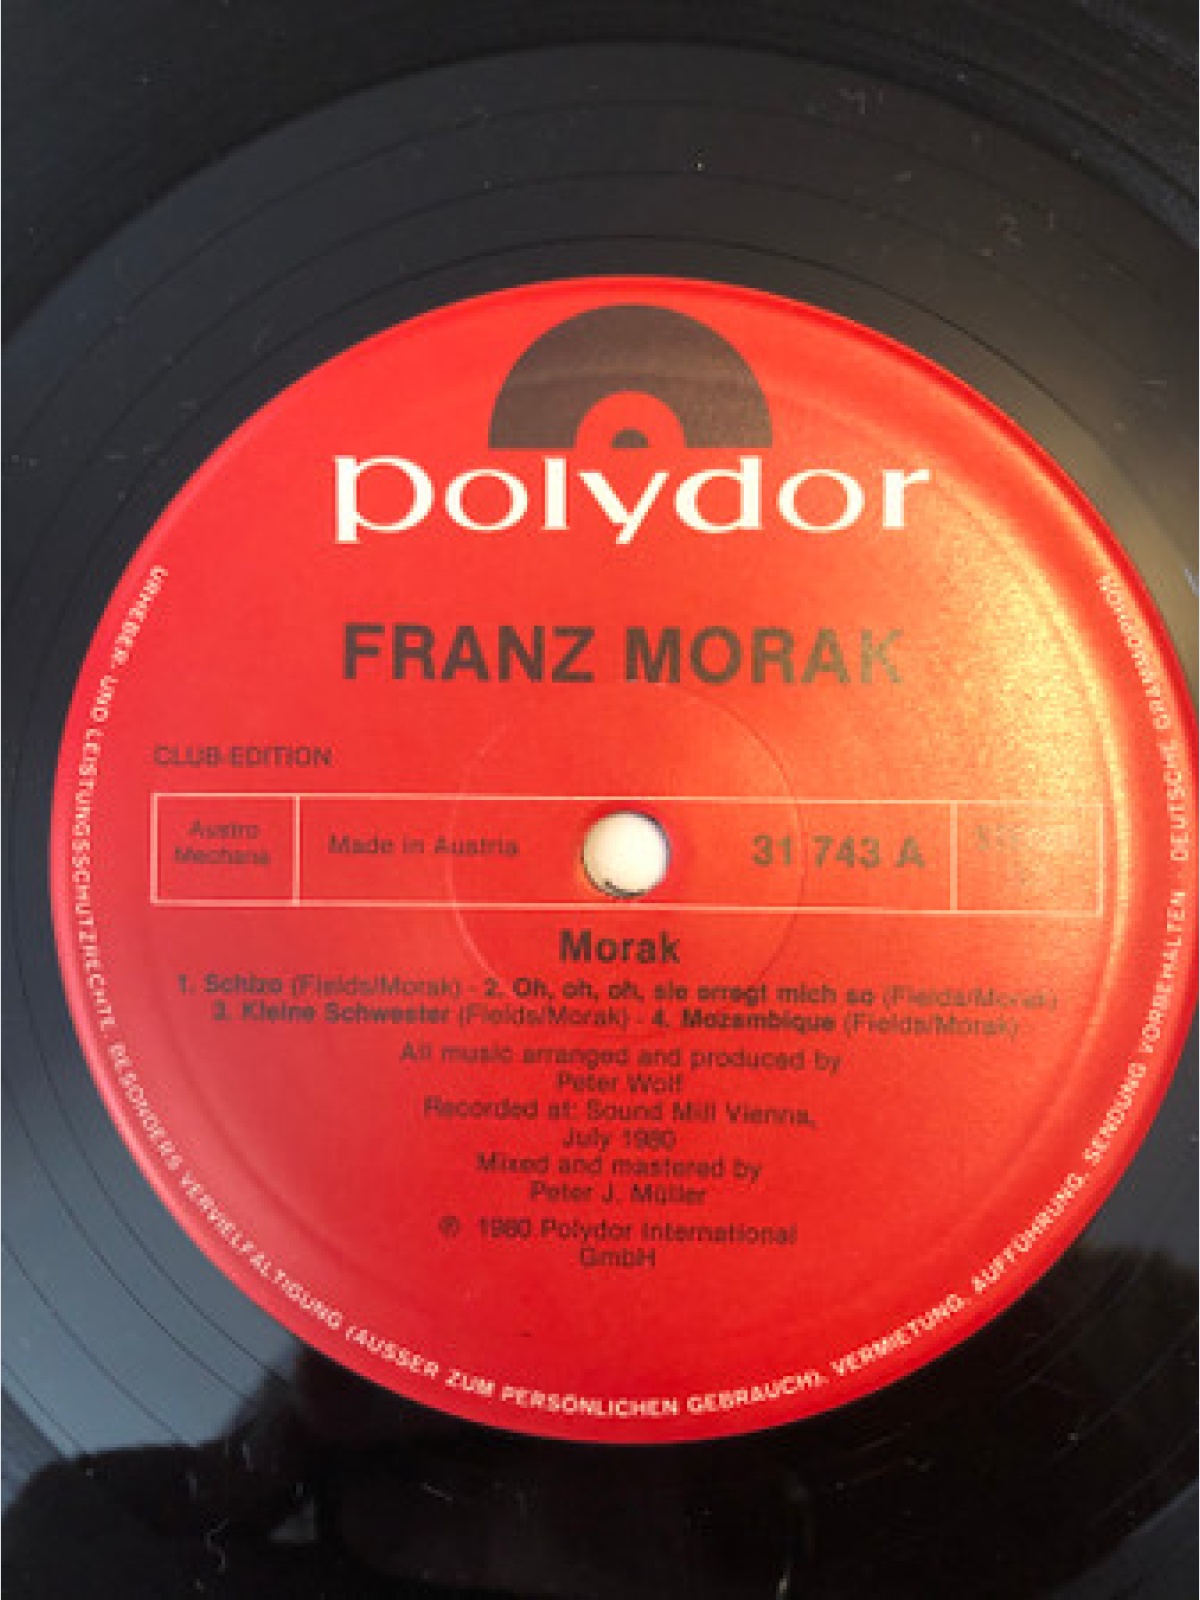 polydor
FRANZ MORAK
CLUB-EDITION
Austro
Mechana
Made in Austria
31 743 A
Morak
1. Schizo (Fields/Morak) - 2. Oh, oh, oh, sie erregt mich so (Fields/Morak)
3. Kleine Schwester (Fields/Morak) - 4. Mozambique (Fields/Morak)
All music arranged and produced by
Peter Wolf
Recorded at: Sound Mill Vienna,
July 1980
Mixed and mastered by
Peter J. Müller
℗ 1980 Polydor International
GmbH
URHEBER- UND LEISTUNGSSCHUTZRECHTE, BESONDERS VERVIELFÄLTIGUNG (AUSSER ZUM PERSÖNLICHEN GEBRAUCH), VERMIETUNG, AUFFÜHRUNG, SENDUNG VORBEHALTEN · DEUTSCHE GRAMMOPHON